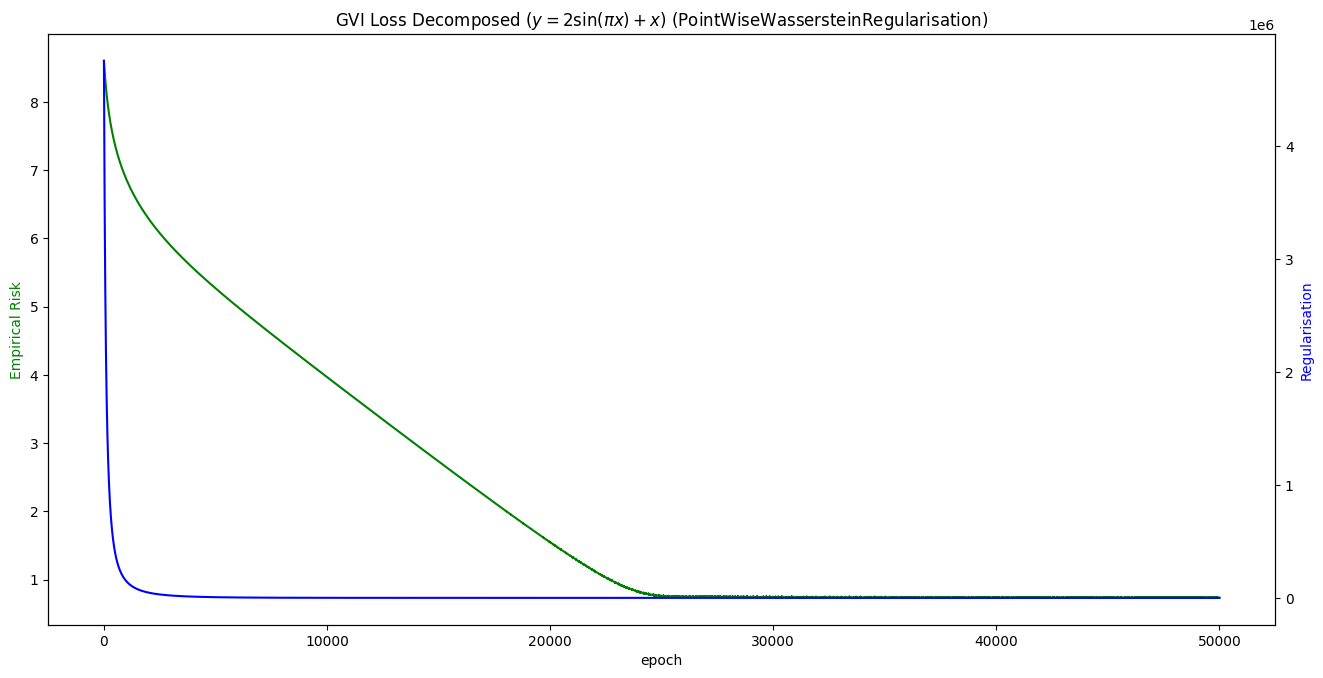 GVI Loss Decomposed (y = 2sin(πx) + x) (PointWiseWassersteinRegularisation)
1e6
8
7
6
5
4
3
2
1
Empirical Risk
4
3
2
1
0
Regularisation
0 10000 20000 30000 40000 50000
epoch